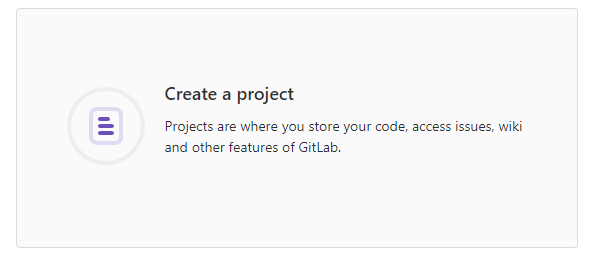 Create a project
Projects are where you store your code, access issues, wiki
and other features of GitLab.